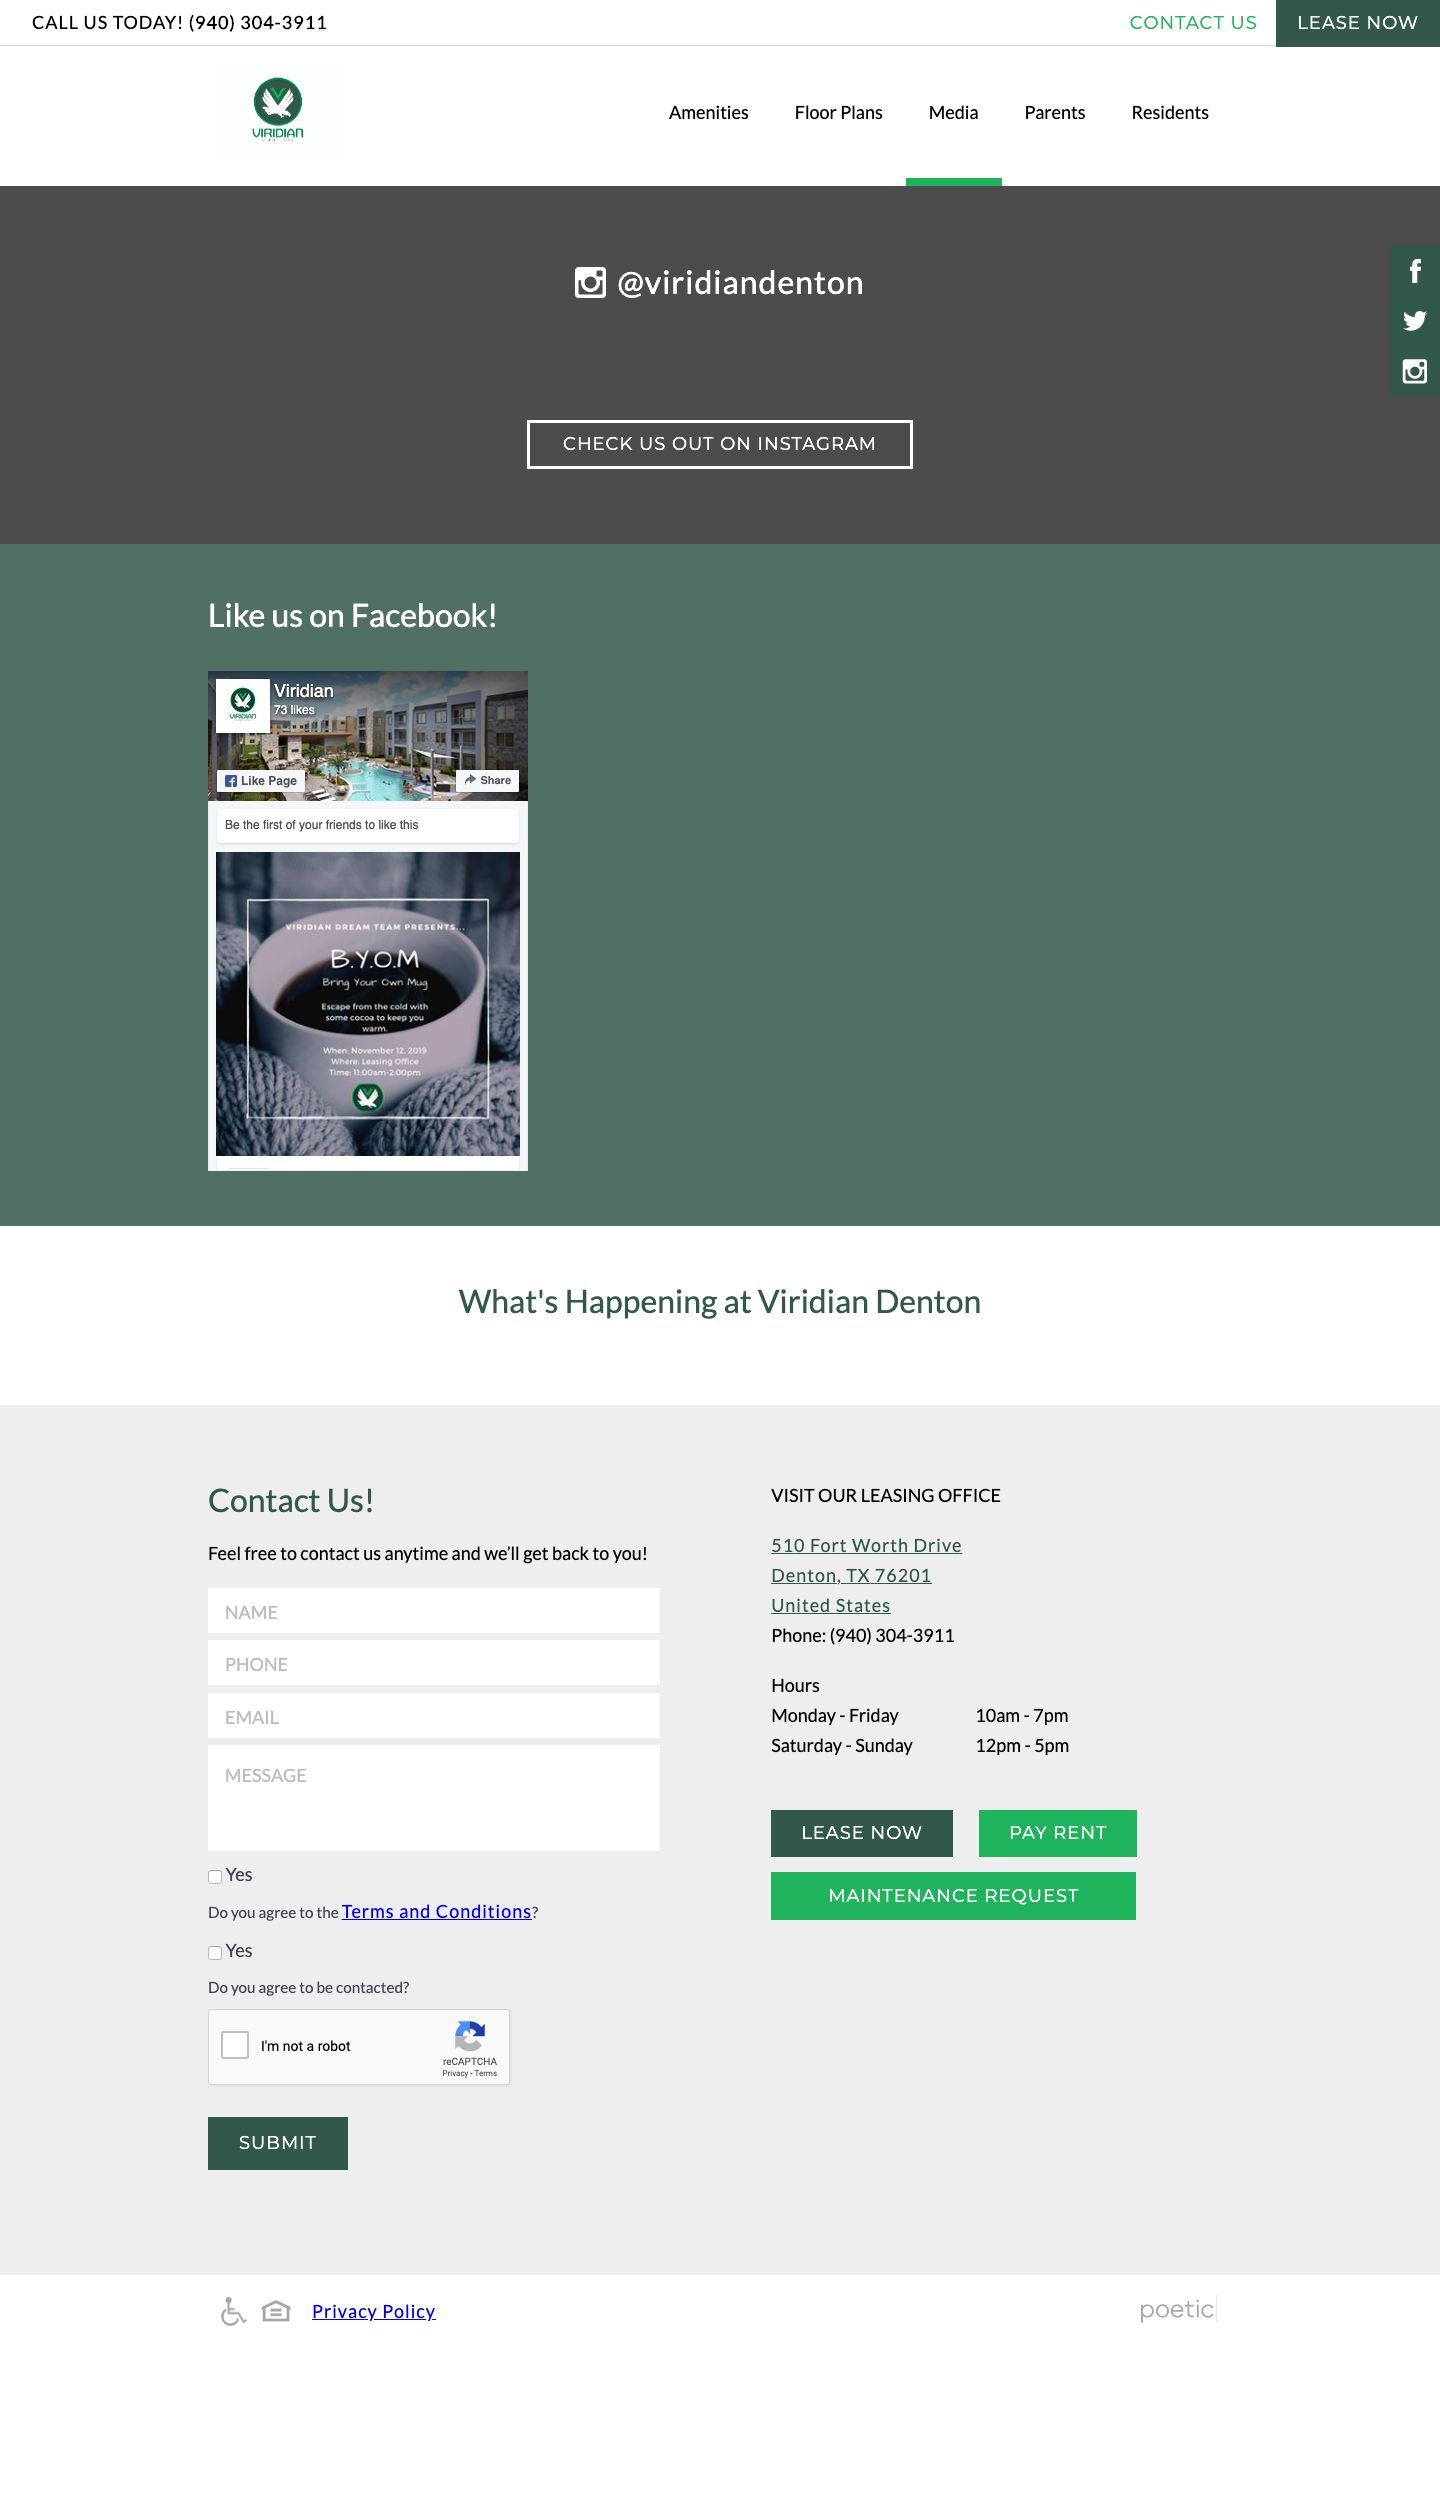 CALL US TODAY! (940) 304-3911
CONTACT US
LEASE NOW
VIRIDIAN
Amenities
Floor Plans
Media
Parents
Residents
@viridiandenton
CHECK US OUT ON INSTAGRAM
Like us on Facebook!
VIRIDIAN
Viridian
73 likes
Like Page
Share
Be the first of your friends to like this
VIRIDIAN DREAM TEAM PRESENTS...
B.Y.O.M
Bring Your Own Mug
Escape from the cold with
some cocoa to keep you
warm.
When: November 12, 2019
Where: Leasing Office
Time: 11:00am-2:00pm
What's Happening at Viridian Denton
Contact Us!
Feel free to contact us anytime and we’ll get back to you!
NAME
PHONE
EMAIL
MESSAGE
Yes
Do you agree to the Terms and Conditions?
Yes
Do you agree to be contacted?
I'm not a robot
reCAPTCHA
Privacy - Terms
SUBMIT
VISIT OUR LEASING OFFICE
510 Fort Worth Drive
Denton, TX 76201
United States
Phone: (940) 304-3911
Hours
Monday - Friday 10am - 7pm
Saturday - Sunday 12pm - 5pm
LEASE NOW
PAY RENT
MAINTENANCE REQUEST
Privacy Policy
poetic